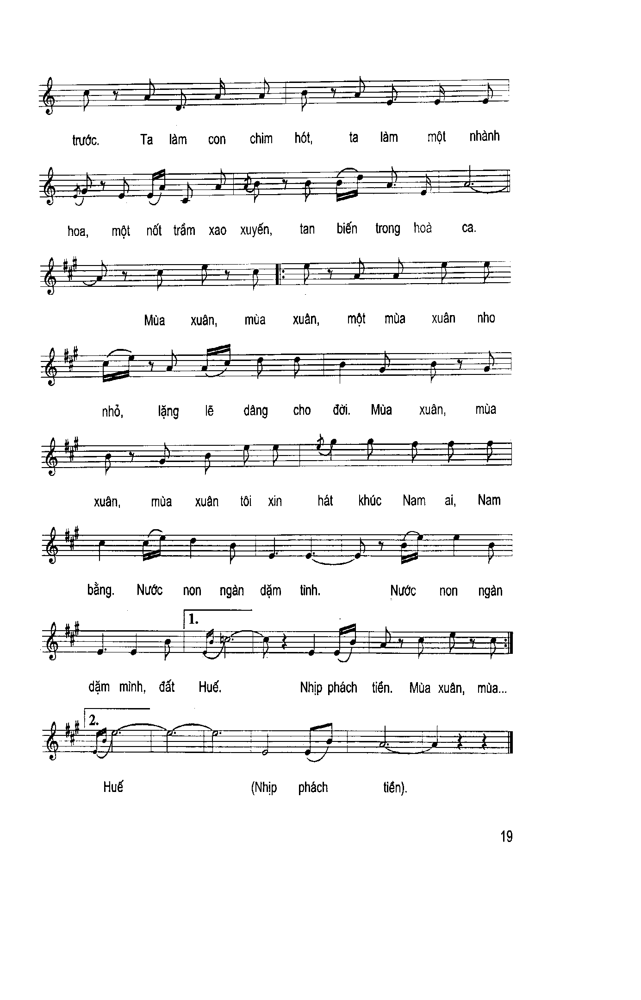 trước. Ta làm con chim hót, ta làm một nhành
hoa, một nốt trầm xao xuyến, tan biến trong hoà ca.
Mùa xuân, mùa xuân, một mùa xuân nho
nhỏ, lặng lẽ dâng cho đời. Mùa xuân, mùa
xuân, mùa xuân tôi xin hát khúc Nam ai, Nam
bằng. Nước non ngàn dặm tình. Nước non ngàn
1.
dặm mình, đất Huế. Nhịp phách tiền. Mùa xuân, mùa...
2.
Huế (Nhịp phách tiền).
19